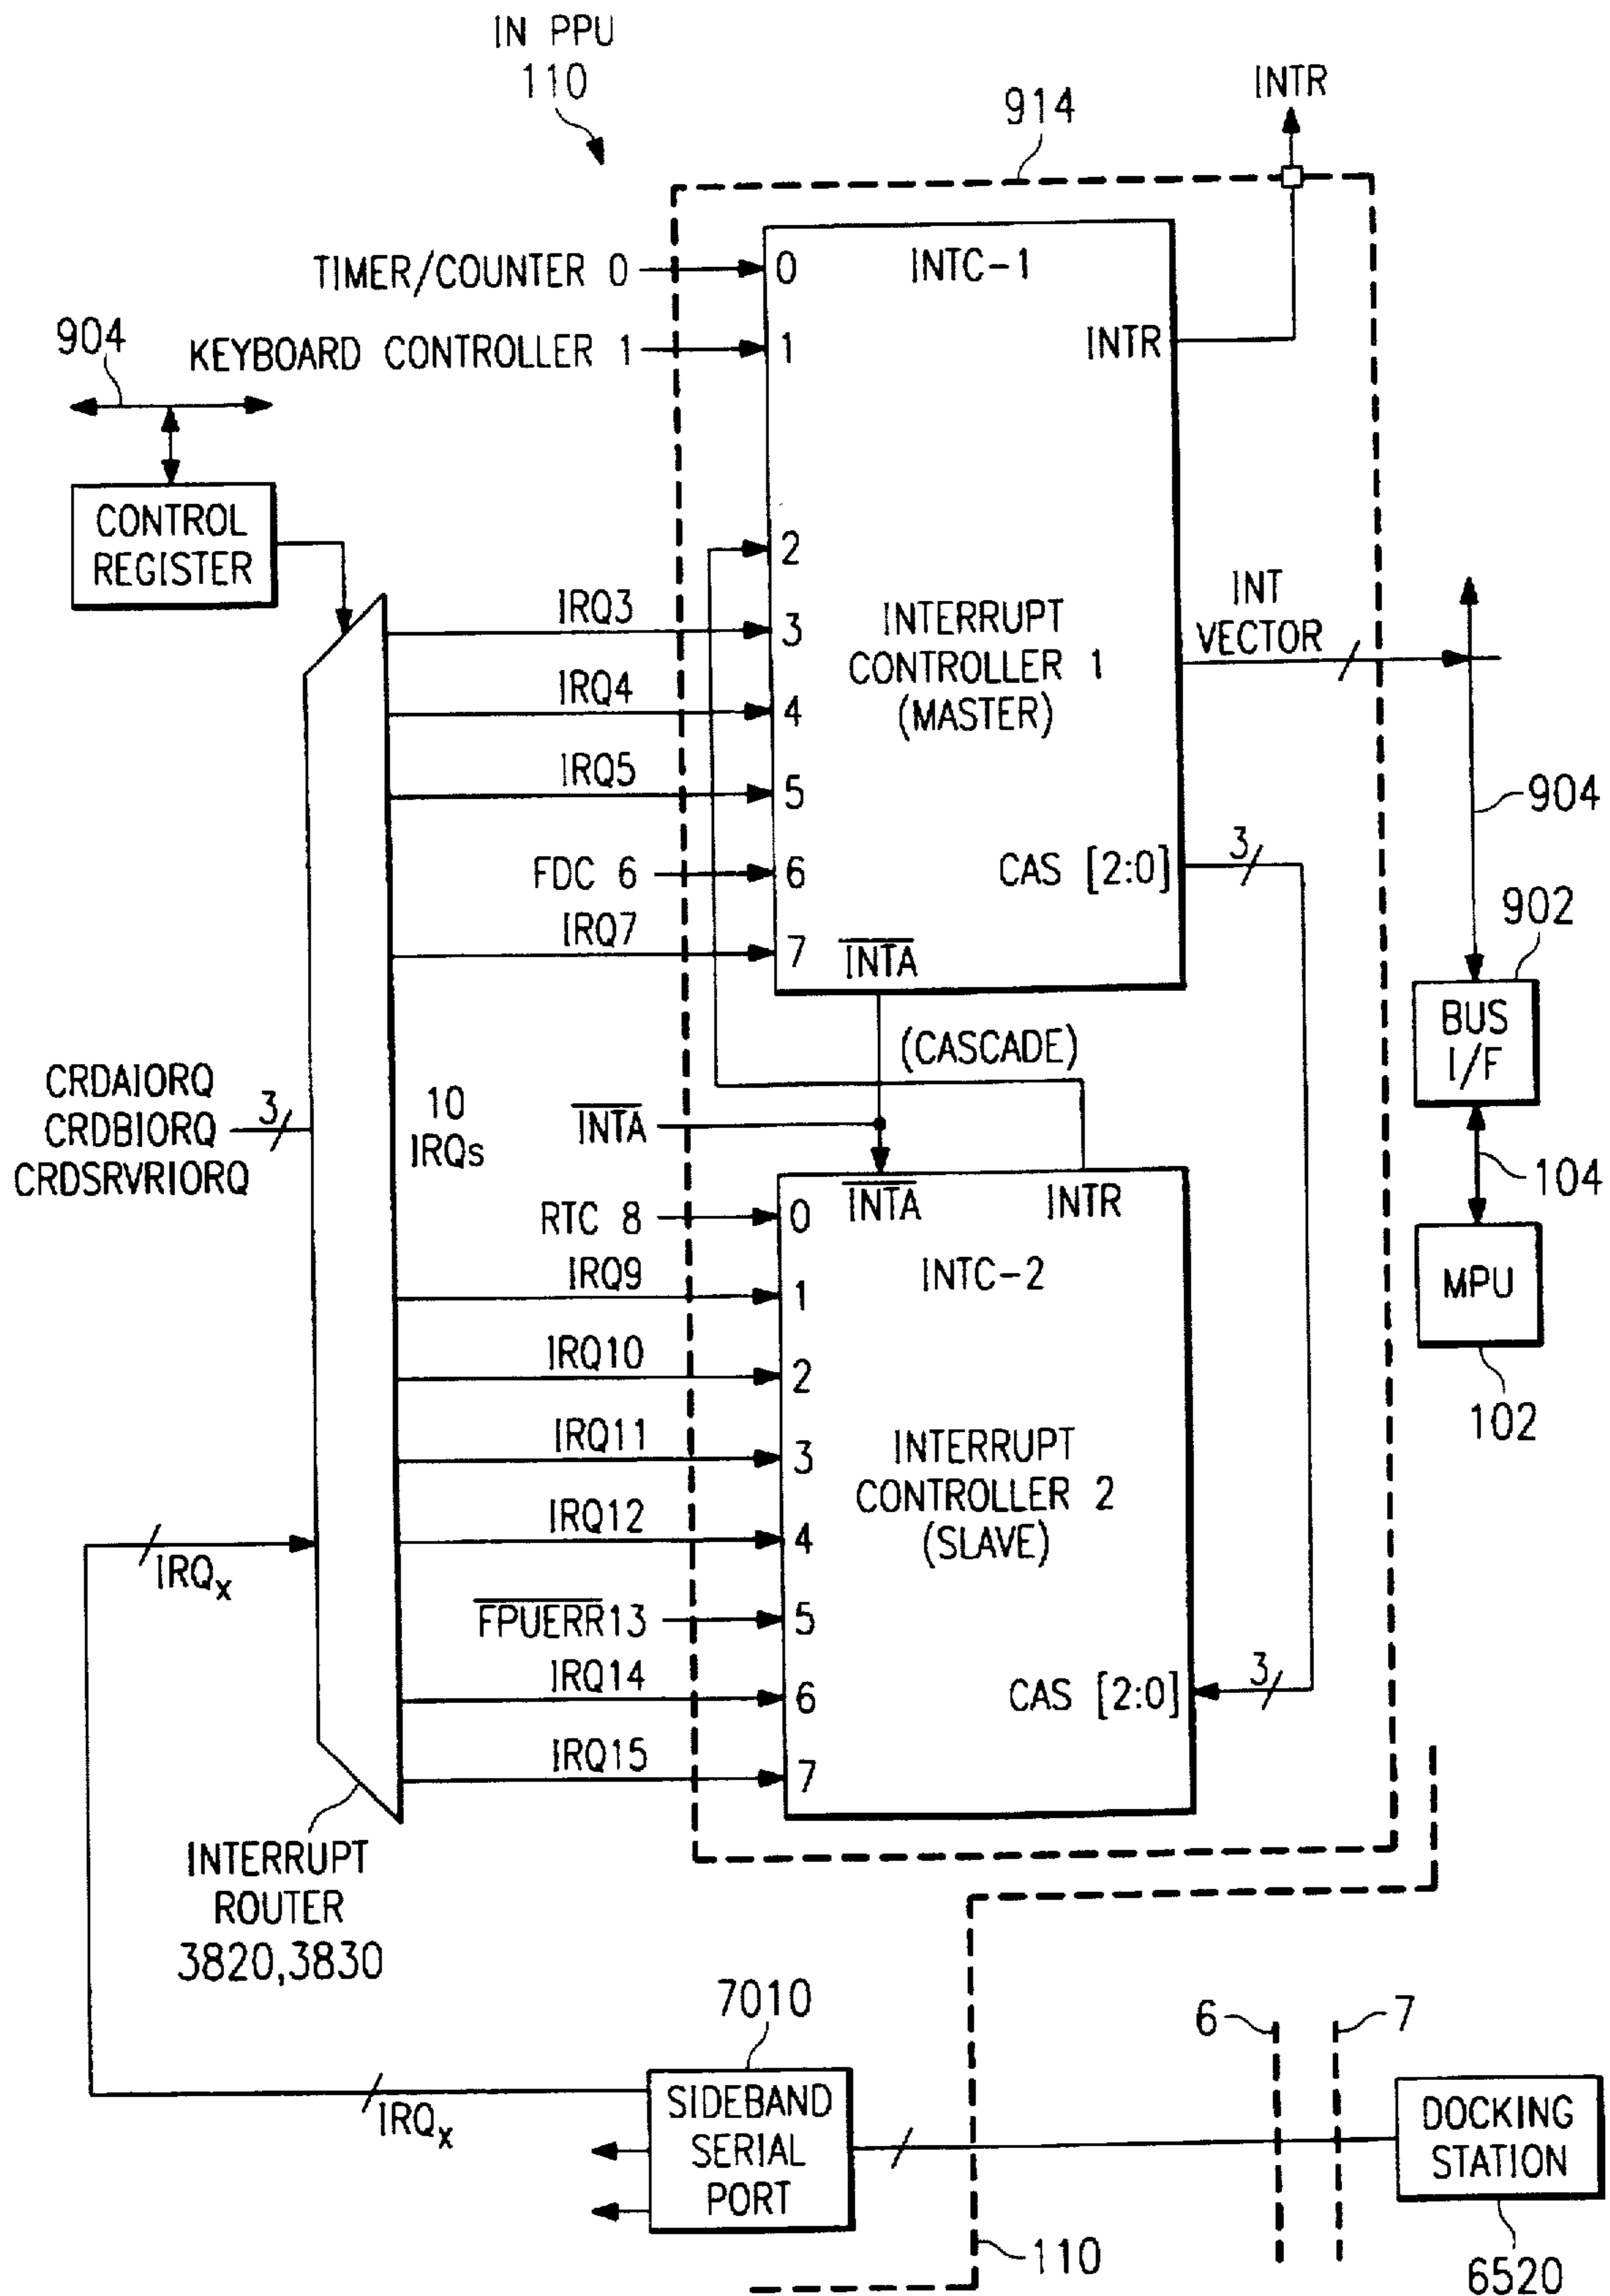 IN PPU
110
914
INTR
TIMER/COUNTER 0
0
INTC-1
904
KEYBOARD CONTROLLER 1
1
INTR
CONTROL
REGISTER
2
IRQ3
3
INTERRUPT
CONTROLLER 1
(MASTER)
INT
VECTOR
IRQ4
4
IRQ5
5
904
FDC 6
6
CAS [2:0]
3
IRQ7
7
INTA
902
BUS
I/F
(CASCADE)
CRDAIORQ
CRDBIORQ
CRDSRVRIORQ
3
10
IRQs
INTA
104
RTC 8
0
INTA
INTR
INTC-2
IRQ9
1
MPU
102
IRQ10
2
IRQ11
3
INTERRUPT
CONTROLLER 2
(SLAVE)
IRQ12
4
IRQx
FPUERR13
5
IRQ14
6
CAS [2:0]
3
IRQ15
7
INTERRUPT
ROUTER
3820,3830
7010
6
7
IRQx
SIDEBAND
SERIAL
PORT
DOCKING
STATION
110
6520